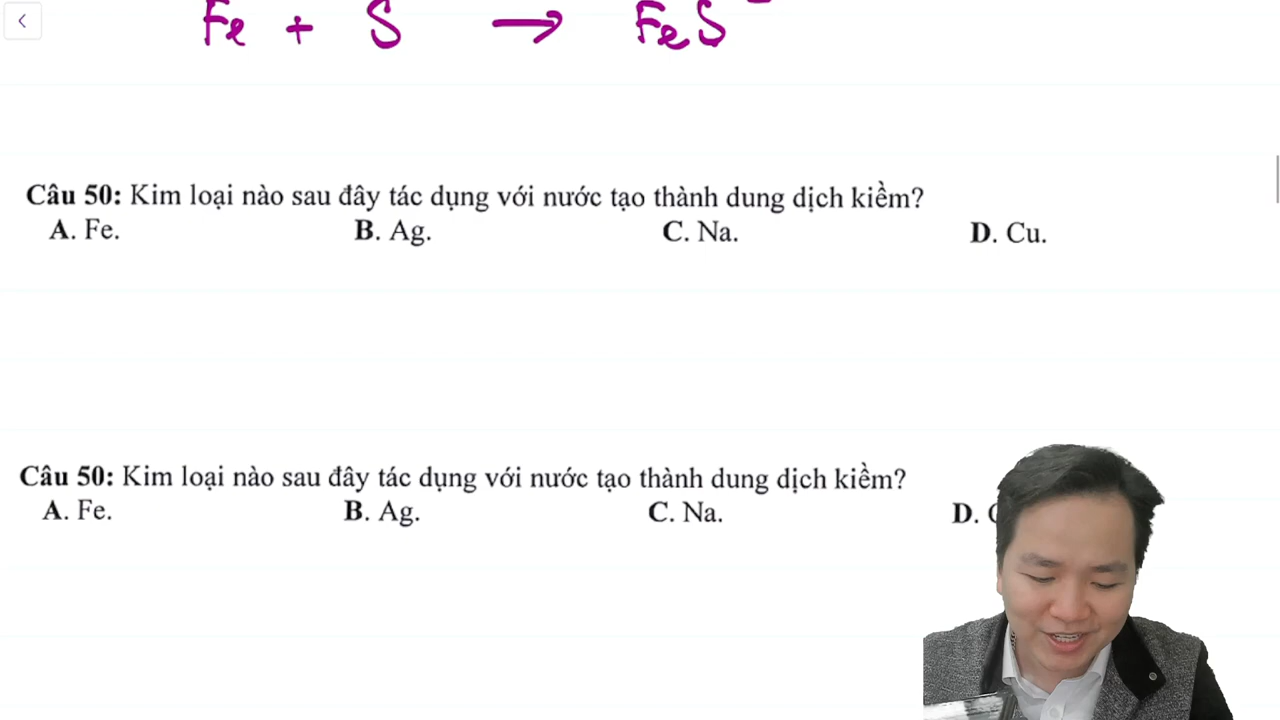 Fe + S → FeS
Câu 50: Kim loại nào sau đây tác dụng với nước tạo thành dung dịch kiềm?
A. Fe. B. Ag. C. Na. D. Cu.
Câu 50: Kim loại nào sau đây tác dụng với nước tạo thành dung dịch kiềm?
A. Fe. B. Ag. C. Na. D.